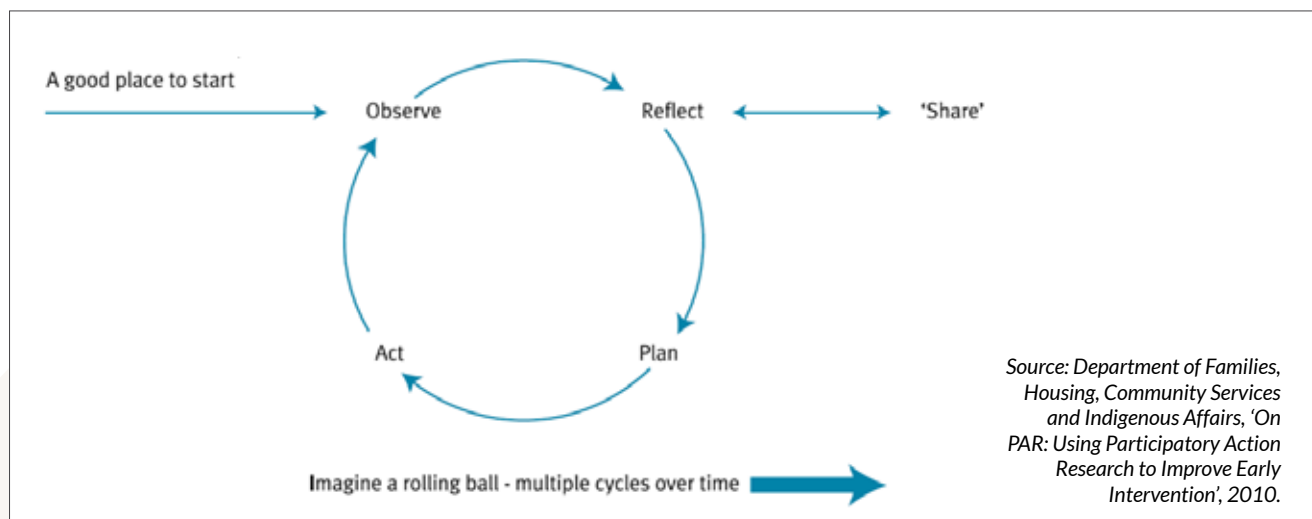 A good place to start
Observe
Reflect
‘Share’
Act
Plan
Imagine a rolling ball - multiple cycles over time
Source: Department of Families,
Housing, Community Services
and Indigenous Affairs, ‘On
PAR: Using Participatory Action
Research to Improve Early
Intervention’, 2010.